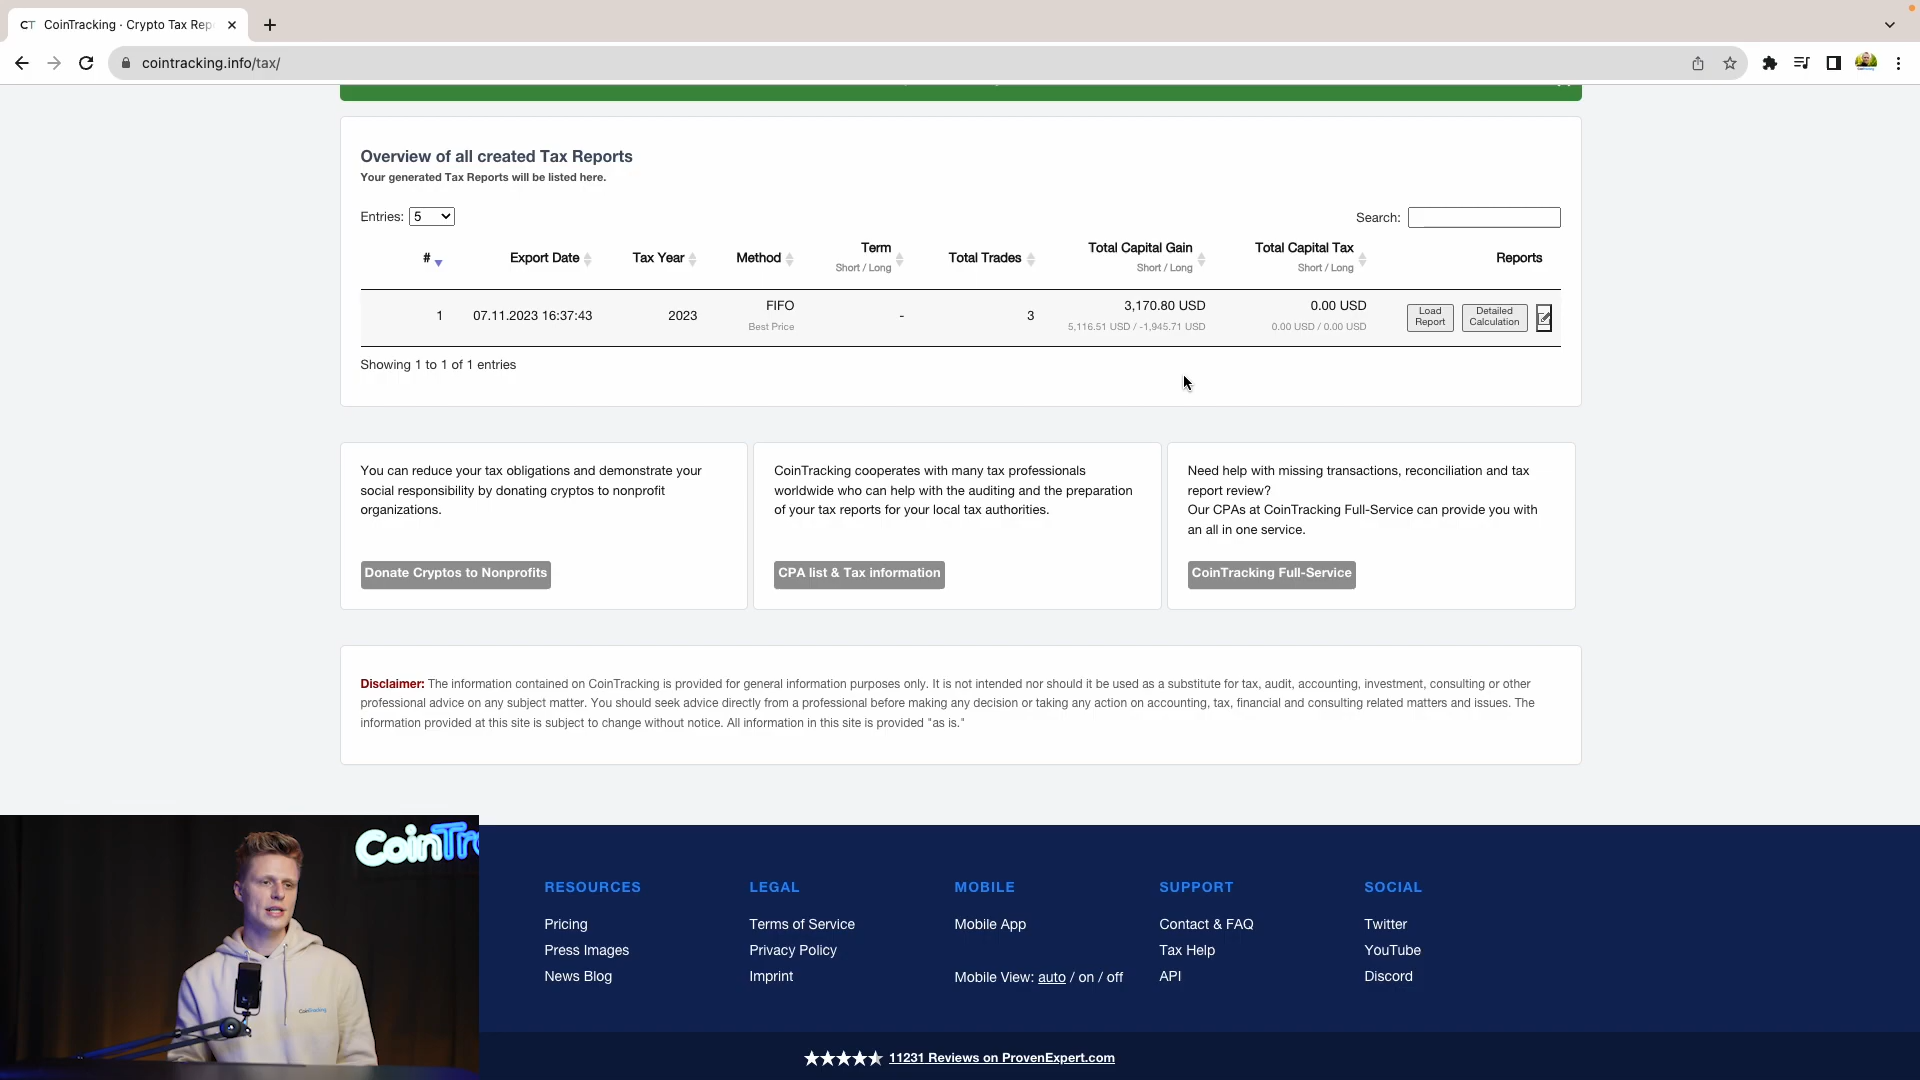 CT CoinTracking · Crypto Tax Rep
cointracking.info/tax/
Overview of all created Tax Reports
Your generated Tax Reports will be listed here.
Entries: 5
Search:
# Export Date Tax Year Method Term Short / Long Total Trades Total Capital Gain Short / Long Total Capital Tax Short / Long Reports
1 07.11.2023 16:37:43 2023 FIFO Best Price - 3 3,170.80 USD 5,116.51 USD / -1,945.71 USD 0.00 USD 0.00 USD / 0.00 USD Load Report Detailed Calculation
Showing 1 to 1 of 1 entries
You can reduce your tax obligations and demonstrate your
social responsibility by donating cryptos to nonprofit
organizations.
Donate Cryptos to Nonprofits
CoinTracking cooperates with many tax professionals
worldwide who can help with the auditing and the preparation
of your tax reports for your local tax authorities.
CPA list & Tax information
Need help with missing transactions, reconciliation and tax
report review?
Our CPAs at CoinTracking Full-Service can provide you with
an all in one service.
CoinTracking Full-Service
Disclaimer: The information contained on CoinTracking is provided for general information purposes only. It is not intended nor should it be used as a substitute for tax, audit, accounting, investment, consulting or other
professional advice on any subject matter. You should seek advice directly from a professional before making any decision or taking any action on accounting, tax, financial and consulting related matters and issues. The
information provided at this site is subject to change without notice. All information in this site is provided "as is."
CoinTr
CoinTracking
RESOURCES
Pricing
Press Images
News Blog
LEGAL
Terms of Service
Privacy Policy
Imprint
MOBILE
Mobile App
Mobile View: auto / on / off
SUPPORT
Contact & FAQ
Tax Help
API
SOCIAL
Twitter
YouTube
Discord
11231 Reviews on ProvenExpert.com